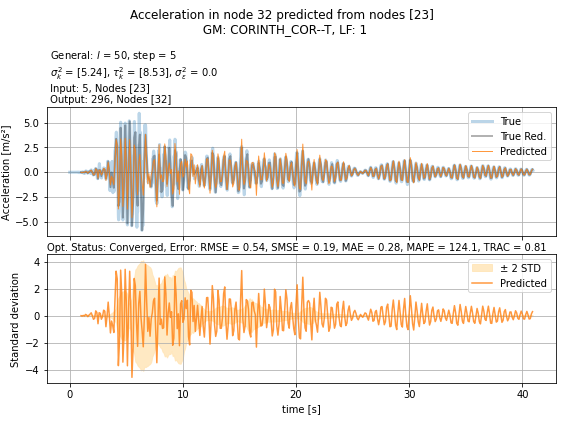 Acceleration in node 32 predicted from nodes [23]
GM: CORINTH_COR--T, LF: 1
General: l = 50, step = 5
σ²ₖ = [5.24], τ²ₖ = [8.53], σ²ε = 0.0
Input: 5, Nodes [23]
Output: 296, Nodes [32]
Acceleration [m/s²]
5.0
2.5
0.0
−2.5
−5.0
True
True Red.
Predicted
Opt. Status: Converged, Error: RMSE = 0.54, SMSE = 0.19, MAE = 0.28, MAPE = 124.1, TRAC = 0.81
Standard deviation
4
2
0
−2
−4
± 2 STD
Predicted
0
10
20
30
40
time [s]